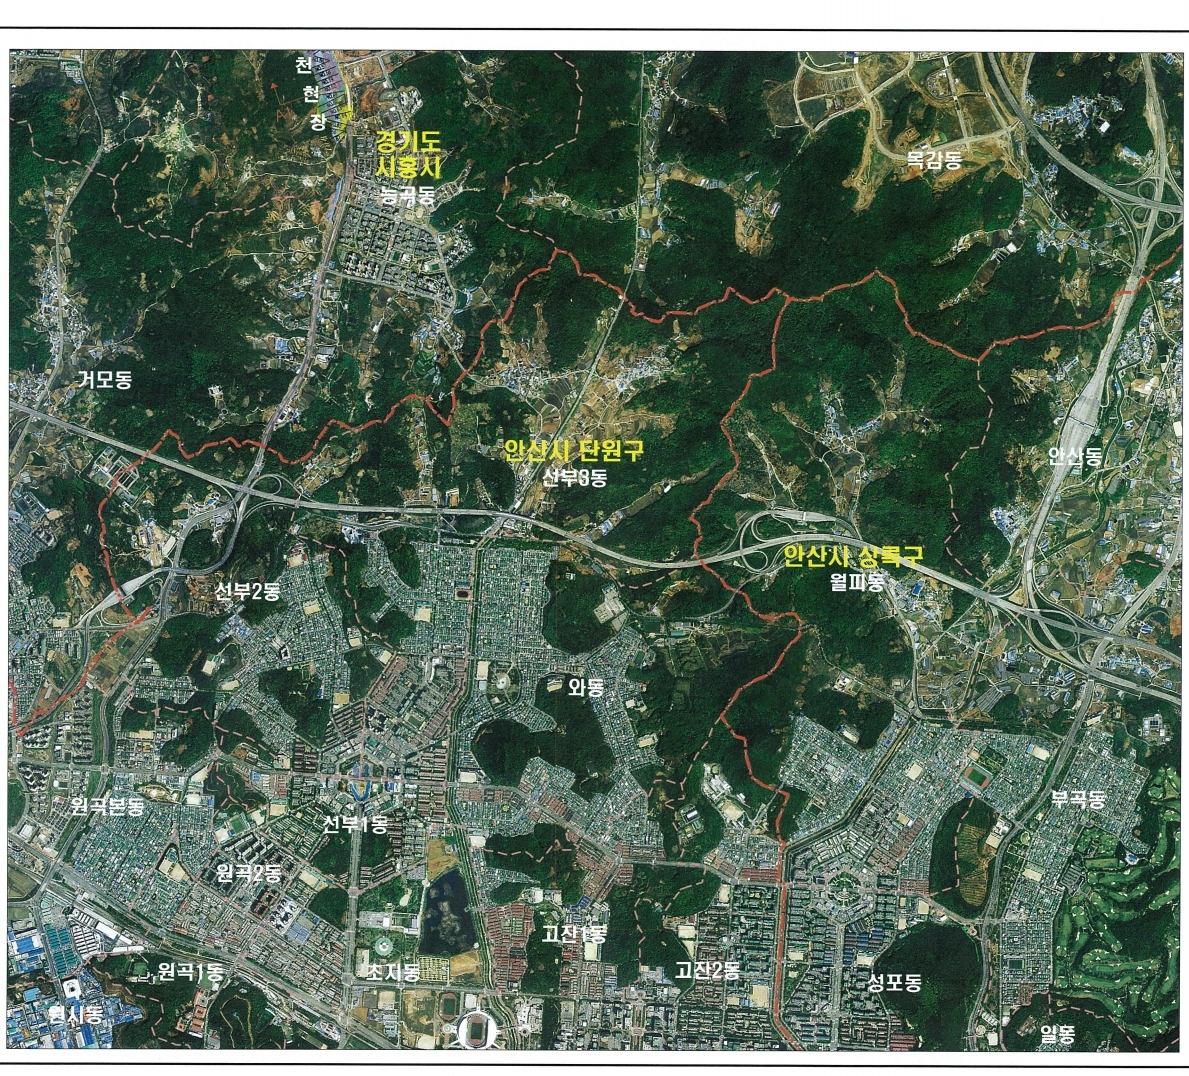 천
현
장
경기도
시흥시
능곡동
목감동
거모동
안산시 단원구
선부3동
안산동
안산시 상록구
월피동
선부2동
와동
원곡본동
선부1동
부곡동
원곡2동
고잔1동
원곡1동
초지동
고잔2동
성포동
원시동
일동